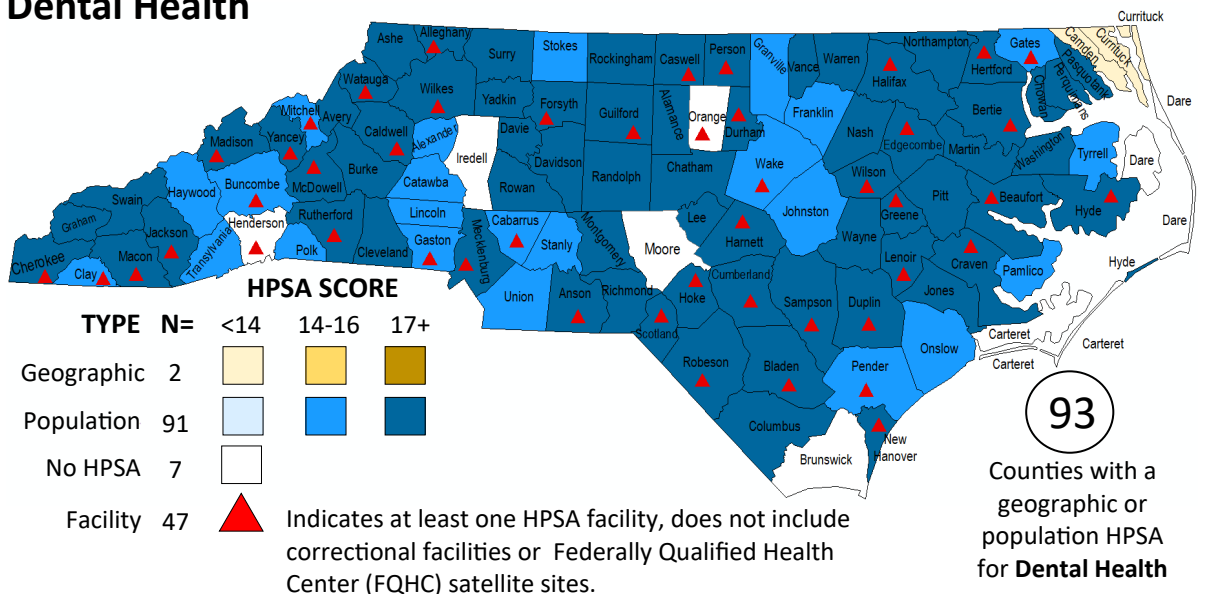 Dental Health
Currituck
Ashe
Alleghany
Surry
Stokes
Rockingham
Caswell
Person
Granville
Vance
Warren
Northampton
Hertford
Gates
Camden
Currituck
Pasquotank
Perquimans
Chowan
Dare
Watauga
Wilkes
Yadkin
Forsyth
Guilford
Alamance
Orange
Durham
Franklin
Halifax
Bertie
Mitchell
Avery
Caldwell
Alexander
Iredell
Davie
Nash
Edgecombe
Martin
Washington
Tyrrell
Dare
Madison
Yancey
Burke
McDowell
Catawba
Rowan
Davidson
Randolph
Chatham
Wake
Wilson
Pitt
Beaufort
Hyde
Dare
Swain
Haywood
Buncombe
Graham
Jackson
Henderson
Rutherford
Lincoln
Cabarrus
Stanly
Montgomery
Moore
Lee
Harnett
Johnston
Wayne
Greene
Lenoir
Craven
Pamlico
Hyde
Cherokee
Clay
Macon
Transylvania
Polk
Cleveland
Gaston
Mecklenburg
Union
Anson
Richmond
Scotland
Hoke
Cumberland
Sampson
Duplin
Jones
Carteret
Carteret
Carteret
Onslow
Pender
Robeson
Bladen
Columbus
Brunswick
New
Hanover
HPSA SCORE
TYPE N= <14 14-16 17+
Geographic 2
Population 91
No HPSA 7
Facility 47
Indicates at least one HPSA facility, does not include
correctional facilities or Federally Qualified Health
Center (FQHC) satellite sites.
93
Counties with a
geographic or
population HPSA
for Dental Health